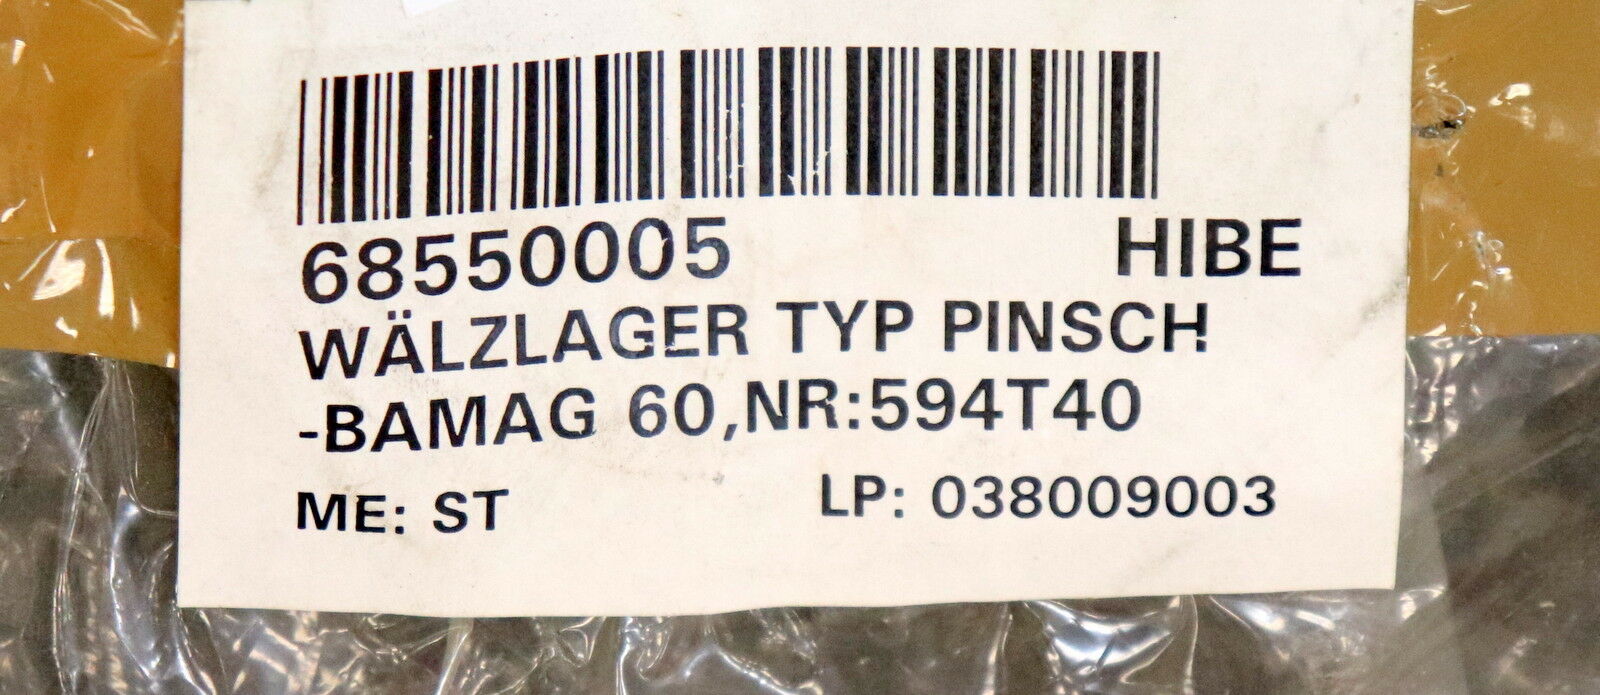 68550005 HIBE
WÄLZLAGER TYP PINSCH
-BAMAG 60,NR:594T40
ME: ST LP: 038009003